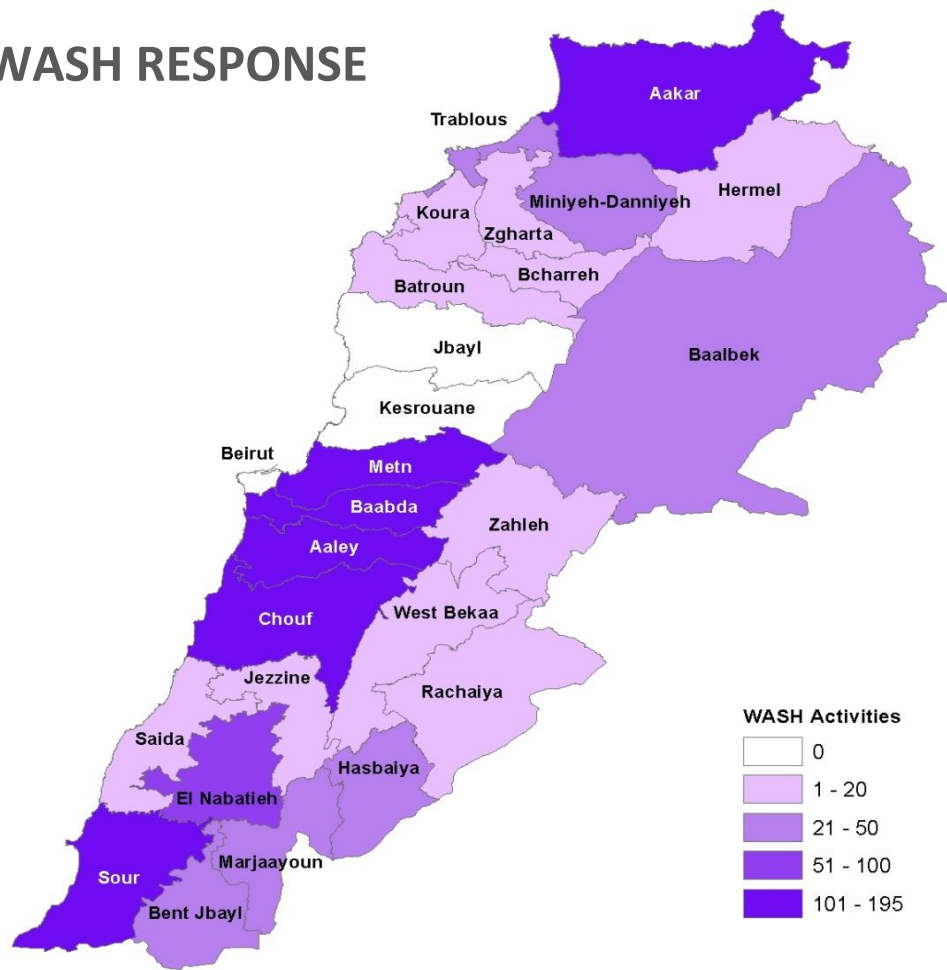 WASH RESPONSE
Aakar
Trablous
Hermel
Miniyeh-Danniyeh
Koura
Zgharta
Bcharreh
Batroun
Jbayl
Baalbek
Kesrouane
Beirut
Metn
Baabda
Zahleh
Aaley
West Bekaa
Chouf
Jezzine
Rachaiya
Saida
Hasbaiya
El Nabatieh
Marjaayoun
Sour
Bent Jbayl
WASH Activities
0
1 - 20
21 - 50
51 - 100
101 - 195